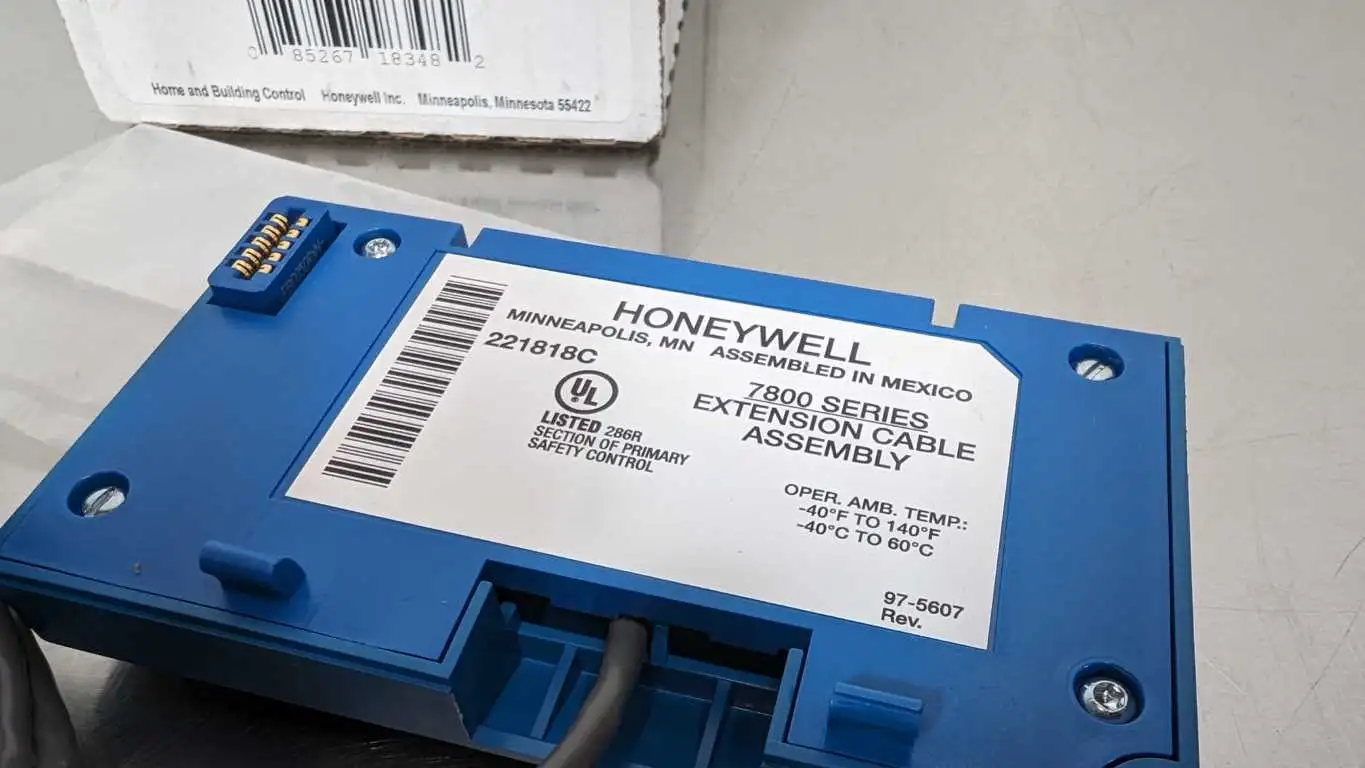 0 85267 18348 2
Home and Building Control Honeywell Inc. Minneapolis, Minnesota 55422
HONEYWELL
MINNEAPOLIS, MN ASSEMBLED IN MEXICO
221818C
UL
LISTED 286R
SECTION OF PRIMARY
SAFETY CONTROL
7800 SERIES
EXTENSION CABLE
ASSEMBLY
OPER. AMB. TEMP.:
-40°F TO 140°F
-40°C TO 60°C
97-5607
Rev.